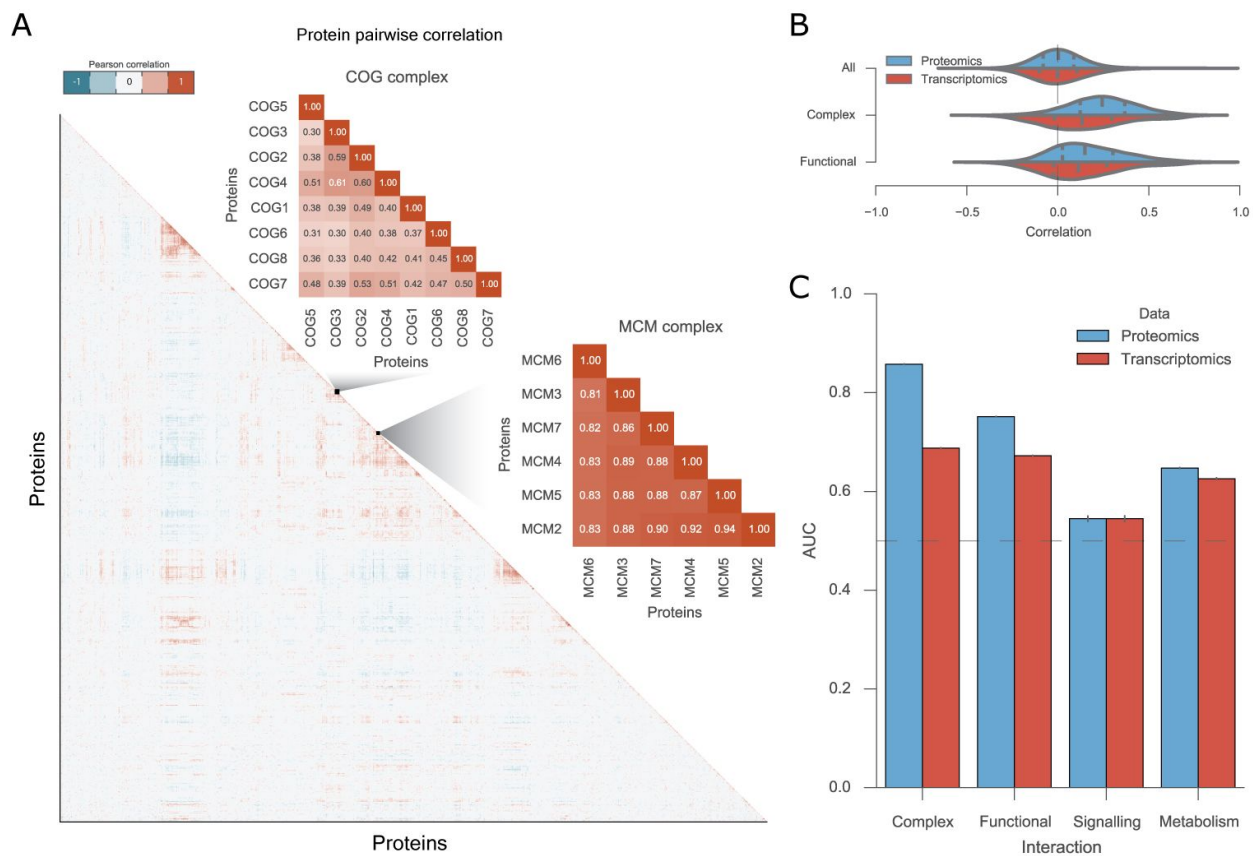 A
Protein pairwise correlation
Pearson correlation
-1 0 1
COG complex
COG5 1.00
COG3 0.30 1.00
COG2 0.38 0.59 1.00
COG4 0.51 0.61 0.60 1.00
COG1 0.38 0.39 0.49 0.40 1.00
COG6 0.31 0.30 0.40 0.38 0.37 1.00
COG8 0.36 0.33 0.40 0.42 0.41 0.45 1.00
COG7 0.48 0.39 0.53 0.51 0.42 0.47 0.50 1.00
Proteins
COG5 COG3 COG2 COG4 COG1 COG6 COG8 COG7
Proteins
MCM complex
MCM6 1.00
MCM3 0.81 1.00
MCM7 0.82 0.86 1.00
MCM4 0.83 0.89 0.88 1.00
MCM5 0.83 0.88 0.88 0.87 1.00
MCM2 0.83 0.88 0.90 0.92 0.94 1.00
Proteins
MCM6 MCM3 MCM7 MCM4 MCM5 MCM2
Proteins
Proteins
Proteins
B
Proteomics
Transcriptomics
All
Complex
Functional
−1.0 −0.5 0.0 0.5 1.0
Correlation
C
Data
Proteomics
Transcriptomics
1.0
0.8
0.6
0.4
0.2
0.0
AUC
Complex Functional Signalling Metabolism
Interaction